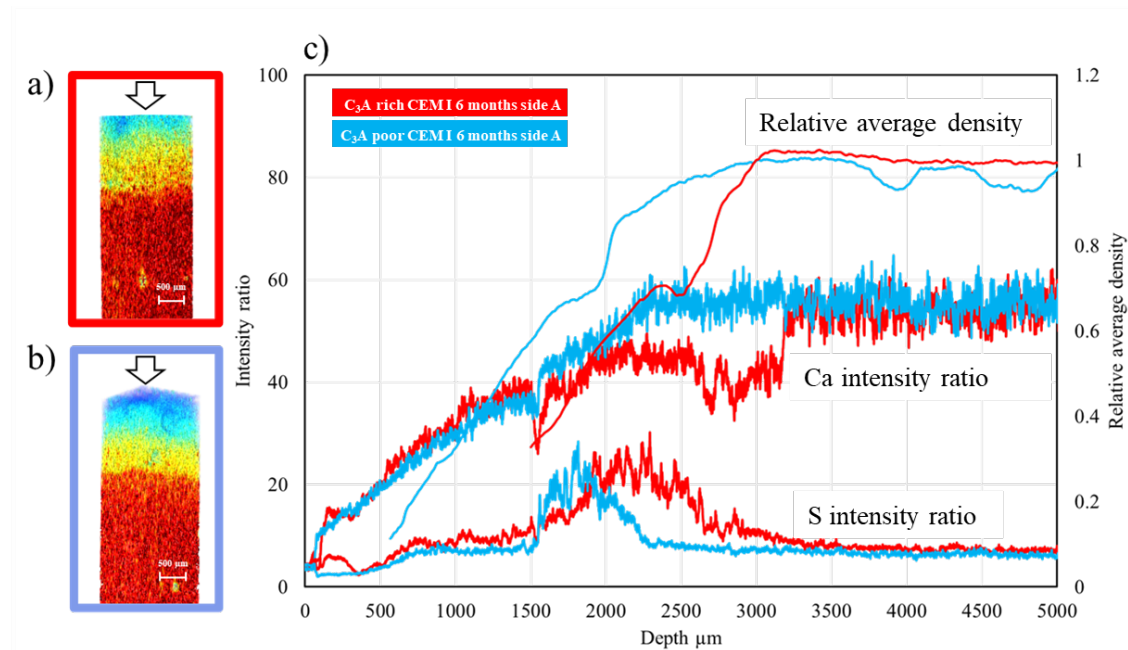 a)
500 µm
b)
500 µm
c)
Intensity ratio
100
80
60
40
20
0
C₃A rich CEM I 6 months side A
C₃A poor CEM I 6 months side A
Relative average density
Ca intensity ratio
S intensity ratio
1.2
1
0.8
0.6
0.4
0.2
0
Relative average density
0 500 1000 1500 2000 2500 3000 3500 4000 4500 5000
Depth µm